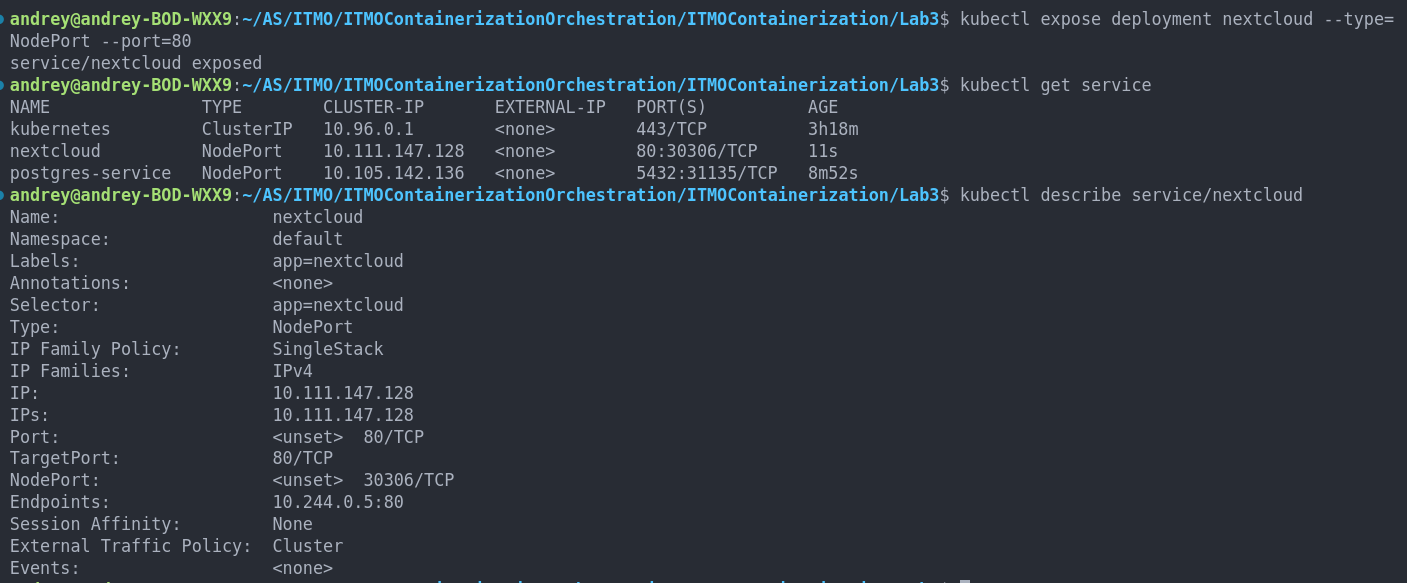 andrey@andrey-BOD-WXX9:~/AS/ITMO/ITMOContainerizationOrchestration/ITMOContainerization/Lab3$ kubectl expose deployment nextcloud --type=
NodePort --port=80
service/nextcloud exposed
andrey@andrey-BOD-WXX9:~/AS/ITMO/ITMOContainerizationOrchestration/ITMOContainerization/Lab3$ kubectl get service
NAME               TYPE        CLUSTER-IP       EXTERNAL-IP   PORT(S)          AGE
kubernetes         ClusterIP   10.96.0.1        <none>        443/TCP          3h18m
nextcloud          NodePort    10.111.147.128   <none>        80:30306/TCP     11s
postgres-service   NodePort    10.105.142.136   <none>        5432:31135/TCP   8m52s
andrey@andrey-BOD-WXX9:~/AS/ITMO/ITMOContainerizationOrchestration/ITMOContainerization/Lab3$ kubectl describe service/nextcloud
Name:                     nextcloud
Namespace:                default
Labels:                   app=nextcloud
Annotations:              <none>
Selector:                 app=nextcloud
Type:                     NodePort
IP Family Policy:         SingleStack
IP Families:              IPv4
IP:                       10.111.147.128
IPs:                      10.111.147.128
Port:                     <unset>  80/TCP
TargetPort:               80/TCP
NodePort:                 <unset>  30306/TCP
Endpoints:                10.244.0.5:80
Session Affinity:         None
External Traffic Policy:  Cluster
Events:                   <none>